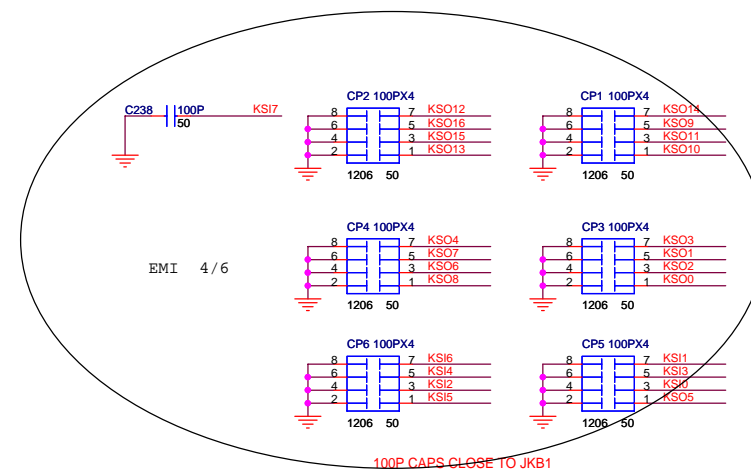 C238 100P KSI7
50
CP2 100PX4
8 7 KSO12
6 5 KSO16
4 3 KSO15
2 1 KSO13
1206 50
CP1 100PX4
8 7 KSO14
6 5 KSO9
4 3 KSO11
2 1 KSO10
1206 50
EMI 4/6
CP4 100PX4
8 7 KSO4
6 5 KSO7
4 3 KSO6
2 1 KSO8
1206 50
CP3 100PX4
8 7 KSO3
6 5 KSO1
4 3 KSO2
2 1 KSO0
1206 50
CP6 100PX4
8 7 KSI6
6 5 KSI4
4 3 KSI2
2 1 KSI5
1206 50
CP5 100PX4
8 7 KSI1
6 5 KSI3
4 3 KSI0
2 1 KSO5
1206 50
100P CAPS CLOSE TO JKB1